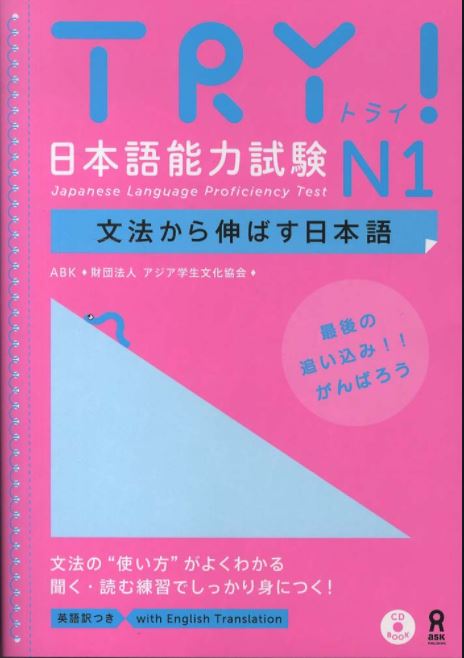 TRY!
トライ
日本語能力試験 N1
Japanese Language Proficiency Test
文法から伸ばす日本語
ABK ♦ 財団法人 アジア学生文化協会 ♦
最後の
追い込み!!
がんばろう
文法の“使い方”がよくわかる
聞く・読む練習でしっかり身につく!
英語訳つき with English Translation
CD
BOOK
ask
PUBLISHING